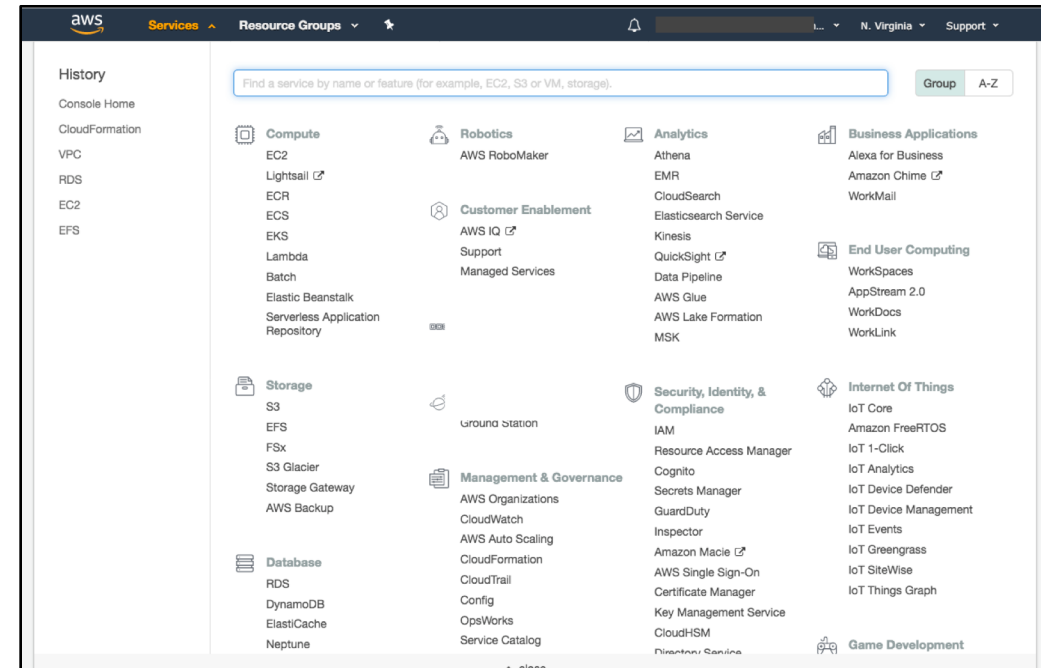 aws
Services
Resource Groups
N. Virginia
Support
History
Console Home
CloudFormation
VPC
RDS
EC2
EFS
Find a service by name or feature (for example, EC2, S3 or VM, storage).
Group
A-Z
Compute
EC2
Lightsail
ECR
ECS
EKS
Lambda
Batch
Elastic Beanstalk
Serverless Application
Repository
Storage
S3
EFS
FSx
S3 Glacier
Storage Gateway
AWS Backup
Database
RDS
DynamoDB
ElastiCache
Neptune
Robotics
AWS RoboMaker
Customer Enablement
AWS IQ
Support
Managed Services
Ground Station
Management & Governance
AWS Organizations
CloudWatch
AWS Auto Scaling
CloudFormation
CloudTrail
Config
OpsWorks
Service Catalog
Analytics
Athena
EMR
CloudSearch
Elasticsearch Service
Kinesis
QuickSight
Data Pipeline
AWS Glue
AWS Lake Formation
MSK
Security, Identity, &
Compliance
IAM
Resource Access Manager
Cognito
Secrets Manager
GuardDuty
Inspector
Amazon Macie
AWS Single Sign-On
Certificate Manager
Key Management Service
CloudHSM
Directory Service
Business Applications
Alexa for Business
Amazon Chime
WorkMail
End User Computing
WorkSpaces
AppStream 2.0
WorkDocs
WorkLink
Internet Of Things
IoT Core
Amazon FreeRTOS
IoT 1-Click
IoT Analytics
IoT Device Defender
IoT Device Management
IoT Events
IoT Greengrass
IoT SiteWise
IoT Things Graph
Game Development